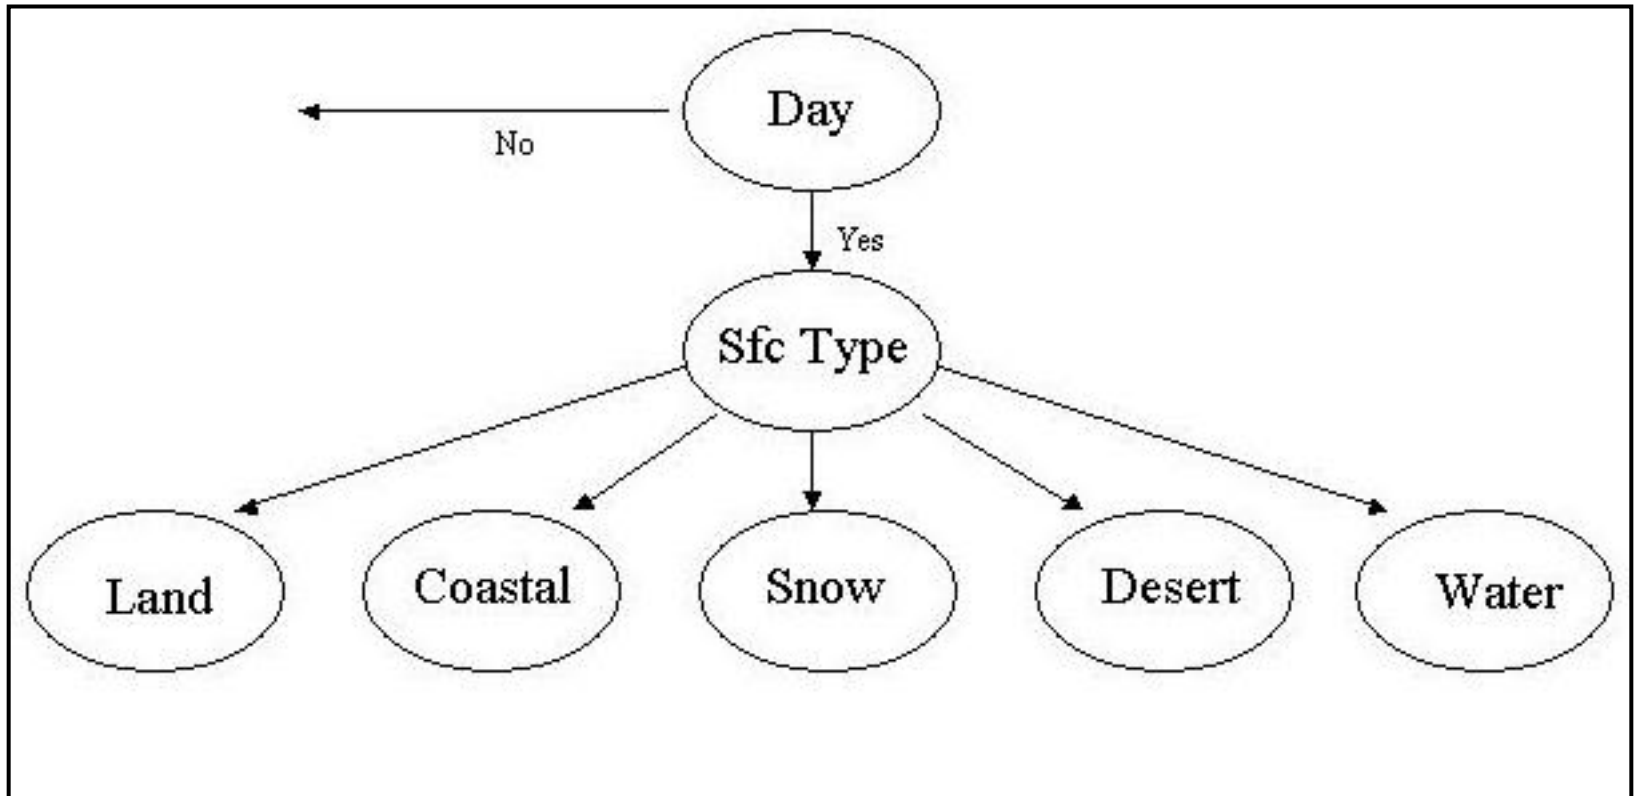 Day
No
Yes
Sfc Type
Land
Coastal
Snow
Desert
Water